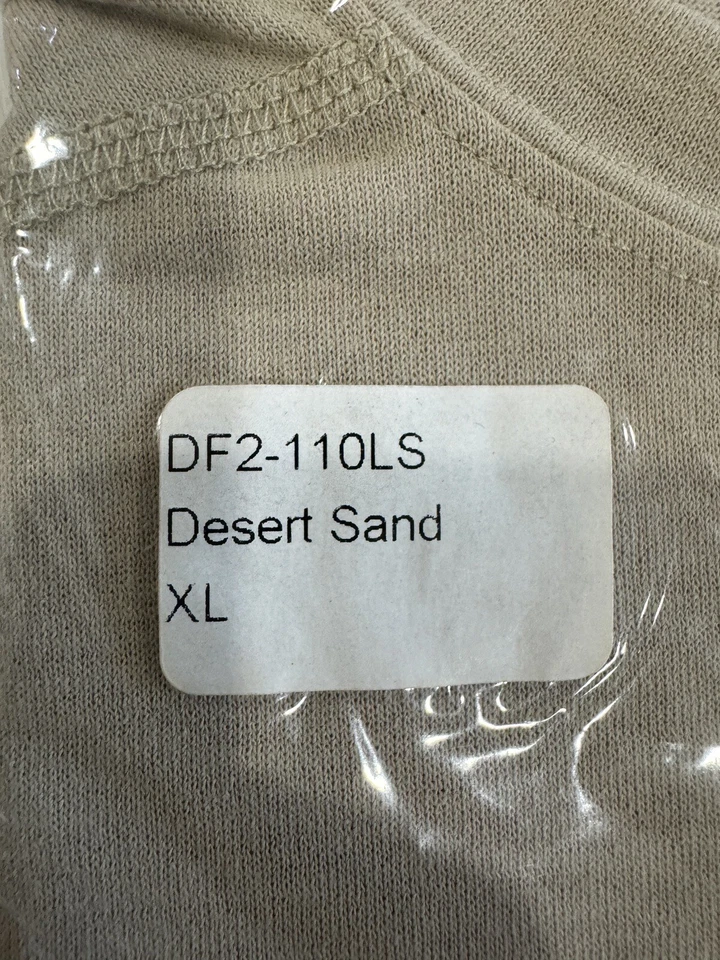 DF2-110LS
Desert Sand
XL